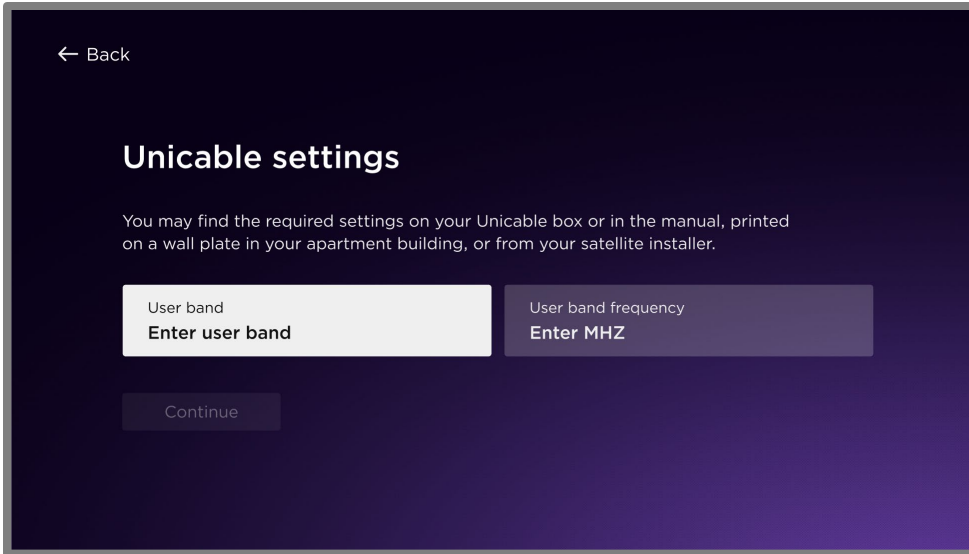 ← Back
Unicable settings
You may find the required settings on your Unicable box or in the manual, printed
on a wall plate in your apartment building, or from your satellite installer.
User band
Enter user band
User band frequency
Enter MHZ
Continue